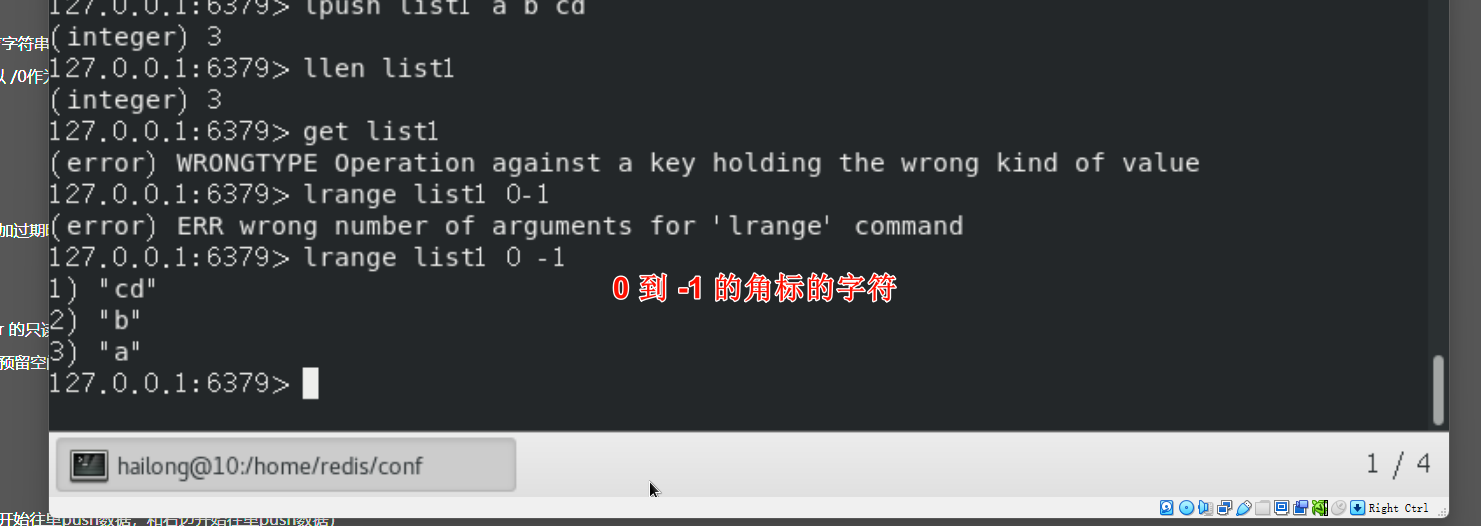 127.0.0.1:6379> lpush list1 a b cd
字符串
(integer) 3
127.0.0.1:6379> llen list1
/0作
(integer) 3
127.0.0.1:6379> get list1
(error) WRONGTYPE Operation against a key holding the wrong kind of value
127.0.0.1:6379> lrange list1 0-1
加过期
(error) ERR wrong number of arguments for 'lrange' command
127.0.0.1:6379> lrange list1 0 -1
0 到 -1 的角标的字符
1) "cd"
2) "b"
r 的只读
3) "a"
预留空
127.0.0.1:6379>
hailong@10:/home/redis/conf
1 / 4
Right Ctrl
开始往里push数据，和右边开始往里push数据)